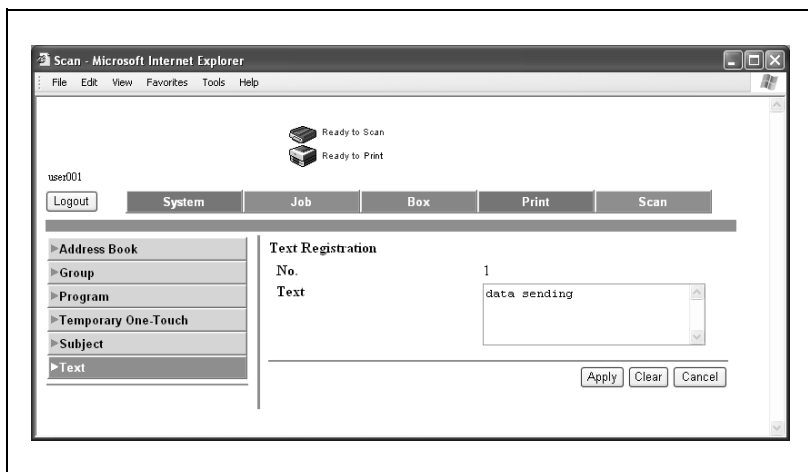 Scan - Microsoft Internet Explorer
File Edit View Favorites Tools Help
Ready to Scan
Ready to Print
user001
Logout System Job Box Print Scan
Address Book
Group
Program
Temporary One-Touch
Subject
Text
Text Registration
No. 1
Text data sending
Apply Clear Cancel